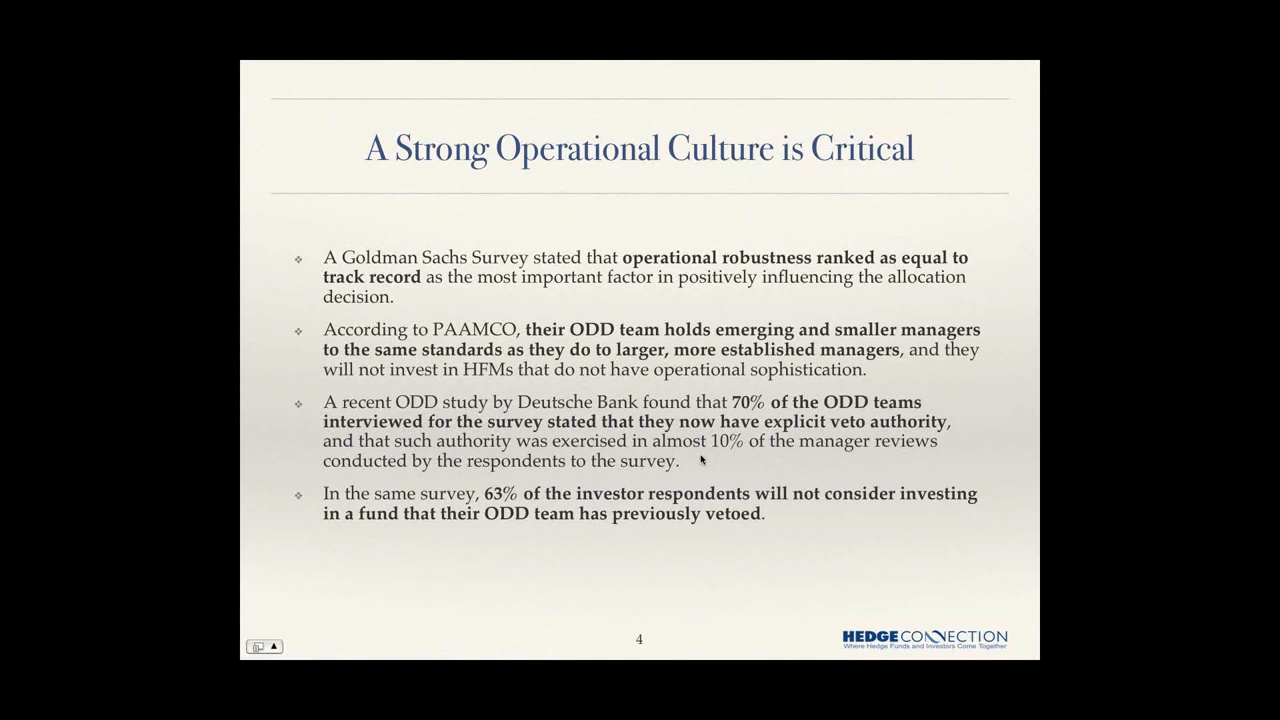 A Strong Operational Culture is Critical
A Goldman Sachs Survey stated that operational robustness ranked as equal to
track record as the most important factor in positively influencing the allocation
decision.
According to PAAMCO, their ODD team holds emerging and smaller managers
to the same standards as they do to larger, more established managers, and they
will not invest in HFMs that do not have operational sophistication.
A recent ODD study by Deutsche Bank found that 70% of the ODD teams
interviewed for the survey stated that they now have explicit veto authority,
and that such authority was exercised in almost 10% of the manager reviews
conducted by the respondents to the survey.
In the same survey, 63% of the investor respondents will not consider investing
in a fund that their ODD team has previously vetoed.
4
HEDGECONNECTION
Where Hedge Funds and Investors Come Together